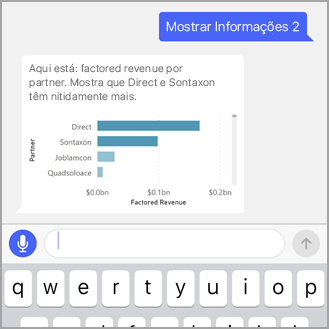 Mostrar Informações 2
Aqui está: factored revenue por
partner. Mostra que Direct e Sontaxon
têm nitidamente mais.
Partner
Direct
Sontaxon
Joblamcon
Quadsoloace
$0.0bn $0.1bn $0.2bn
Factored Revenue
q w e r t y u i o p